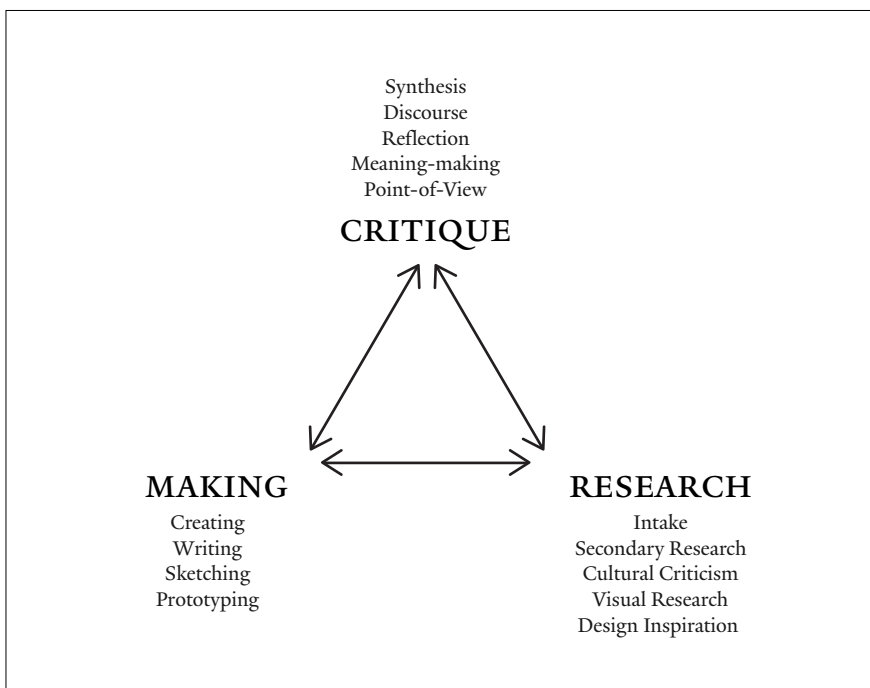 Synthesis
Discourse
Reflection
Meaning-making
Point-of-View
CRITIQUE
MAKING
Creating
Writing
Sketching
Prototyping
RESEARCH
Intake
Secondary Research
Cultural Criticism
Visual Research
Design Inspiration